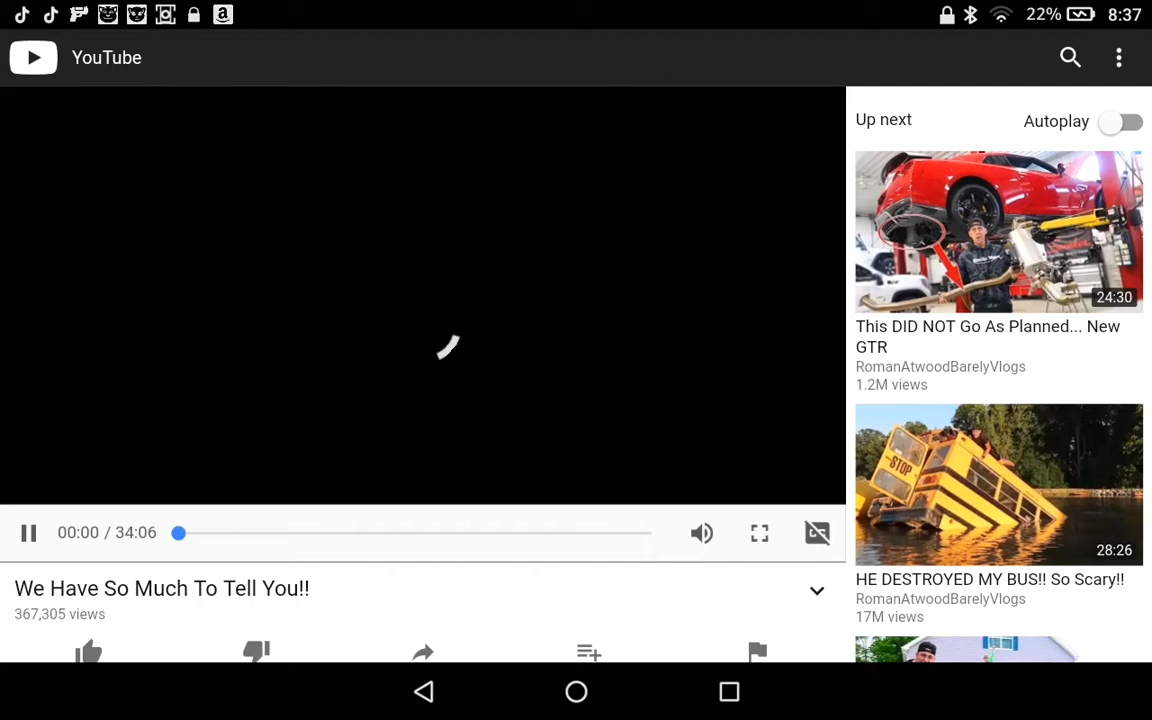 22% 8:37
YouTube
Up next
Autoplay
24:30
This DID NOT Go As Planned... New
GTR
RomanAtwoodBarelyVlogs
1.2M views
STOP
28:26
HE DESTROYED MY BUS!! So Scary!!
RomanAtwoodBarelyVlogs
17M views
00:00 / 34:06
We Have So Much To Tell You!!
367,305 views